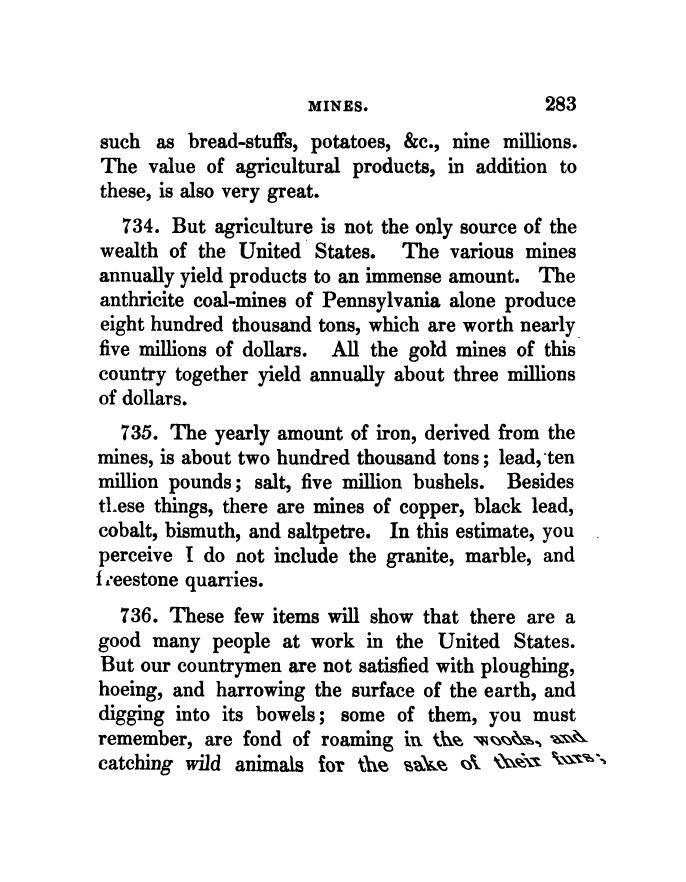 MINES. 283
such as bread-stuffs, potatoes, &c., nine millions.
The value of agricultural products, in addition to
these, is also very great.
734. But agriculture is not the only source of the
wealth of the United States. The various mines
annually yield products to an immense amount. The
anthricite coal-mines of Pennsylvania alone produce
eight hundred thousand tons, which are worth nearly
five millions of dollars. All the gold mines of this
country together yield annually about three millions
of dollars.
735. The yearly amount of iron, derived from the
mines, is about two hundred thousand tons; lead, ten
million pounds; salt, five million bushels. Besides
these things, there are mines of copper, black lead,
cobalt, bismuth, and saltpetre. In this estimate, you
perceive I do not include the granite, marble, and
freestone quarries.
736. These few items will show that there are a
good many people at work in the United States.
But our countrymen are not satisfied with ploughing,
hoeing, and harrowing the surface of the earth, and
digging into its bowels; some of them, you must
remember, are fond of roaming in the woods, and
catching wild animals for the sake of their furs;